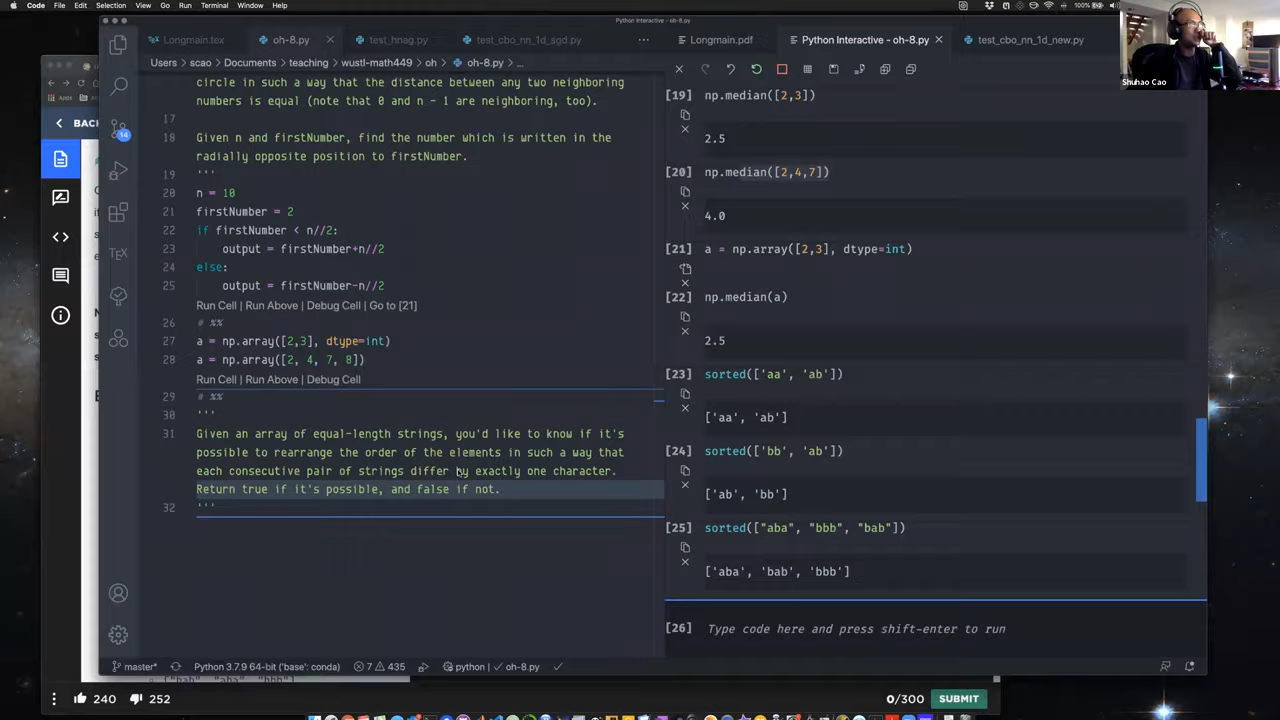 Code File Edit Selection View Go Run Terminal Window Help
100%
Python Interactive - oh-8.py
Longmain.tex
oh-8.py
test_hnag.py
test_cbo_nn_1d_sgd.py
Longmain.pdf
Python Interactive - oh-8.py
test_cbo_nn_1d_new.py
Shuhao Cao
Users > scao > Documents > teaching > wustl-math449 > oh > oh-8.py > ...
circle in such a way that the distance between any two neighboring
numbers is equal (note that 0 and n - 1 are neighboring, too).
17
18 Given n and firstNumber, find the number which is written in the
radially opposite position to firstNumber.
19 '''
20 n = 10
21 firstNumber = 2
22 if firstNumber < n//2:
23 output = firstNumber+n//2
24 else:
25 output = firstNumber-n//2
Run Cell | Run Above | Debug Cell | Go to [21]
26 # %%
27 a = np.array([2,3], dtype=int)
28 a = np.array([2, 4, 7, 8])
Run Cell | Run Above | Debug Cell
29 # %%
30 '''
31 Given an array of equal-length strings, you'd like to know if it's
possible to rearrange the order of the elements in such a way that
each consecutive pair of strings differ by exactly one character.
Return true if it's possible, and false if not.
32 '''
[19] np.median([2,3])
2.5
[20] np.median([2,4,7])
4.0
[21] a = np.array([2,3], dtype=int)
[22] np.median(a)
2.5
[23] sorted(['aa', 'ab'])
['aa', 'ab']
[24] sorted(['bb', 'ab'])
['ab', 'bb']
[25] sorted(["aba", "bbb", "bab"])
['aba', 'bab', 'bbb']
[26] Type code here and press shift-enter to run
BACK
Apps
14
TEX
master* Python 3.7.9 64-bit ('base': conda) 7 435 python | oh-8.py
["bab", "aba", "bbb"]
240 252
0/300 SUBMIT